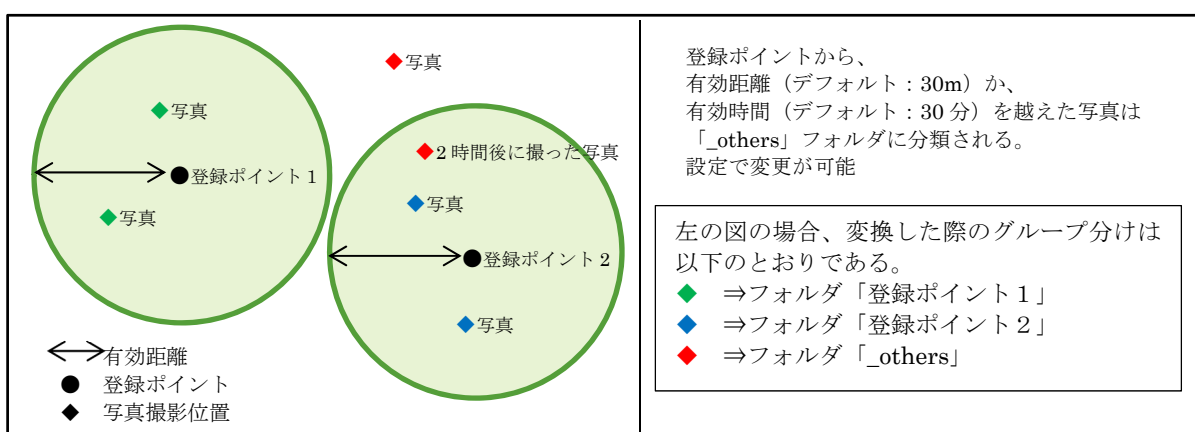 写真
写真
2時間後に撮った写真
登録ポイント1
写真
写真
登録ポイント2
写真
有効距離
登録ポイント
写真撮影位置
登録ポイントから、
有効距離（デフォルト：30m）か、
有効時間（デフォルト：30分）を越えた写真は
「_others」フォルダに分類される。
設定で変更が可能
左の図の場合、変換した際のグループ分けは
以下のとおりである。
⇒フォルダ「登録ポイント１」
⇒フォルダ「登録ポイント２」
⇒フォルダ「_others」